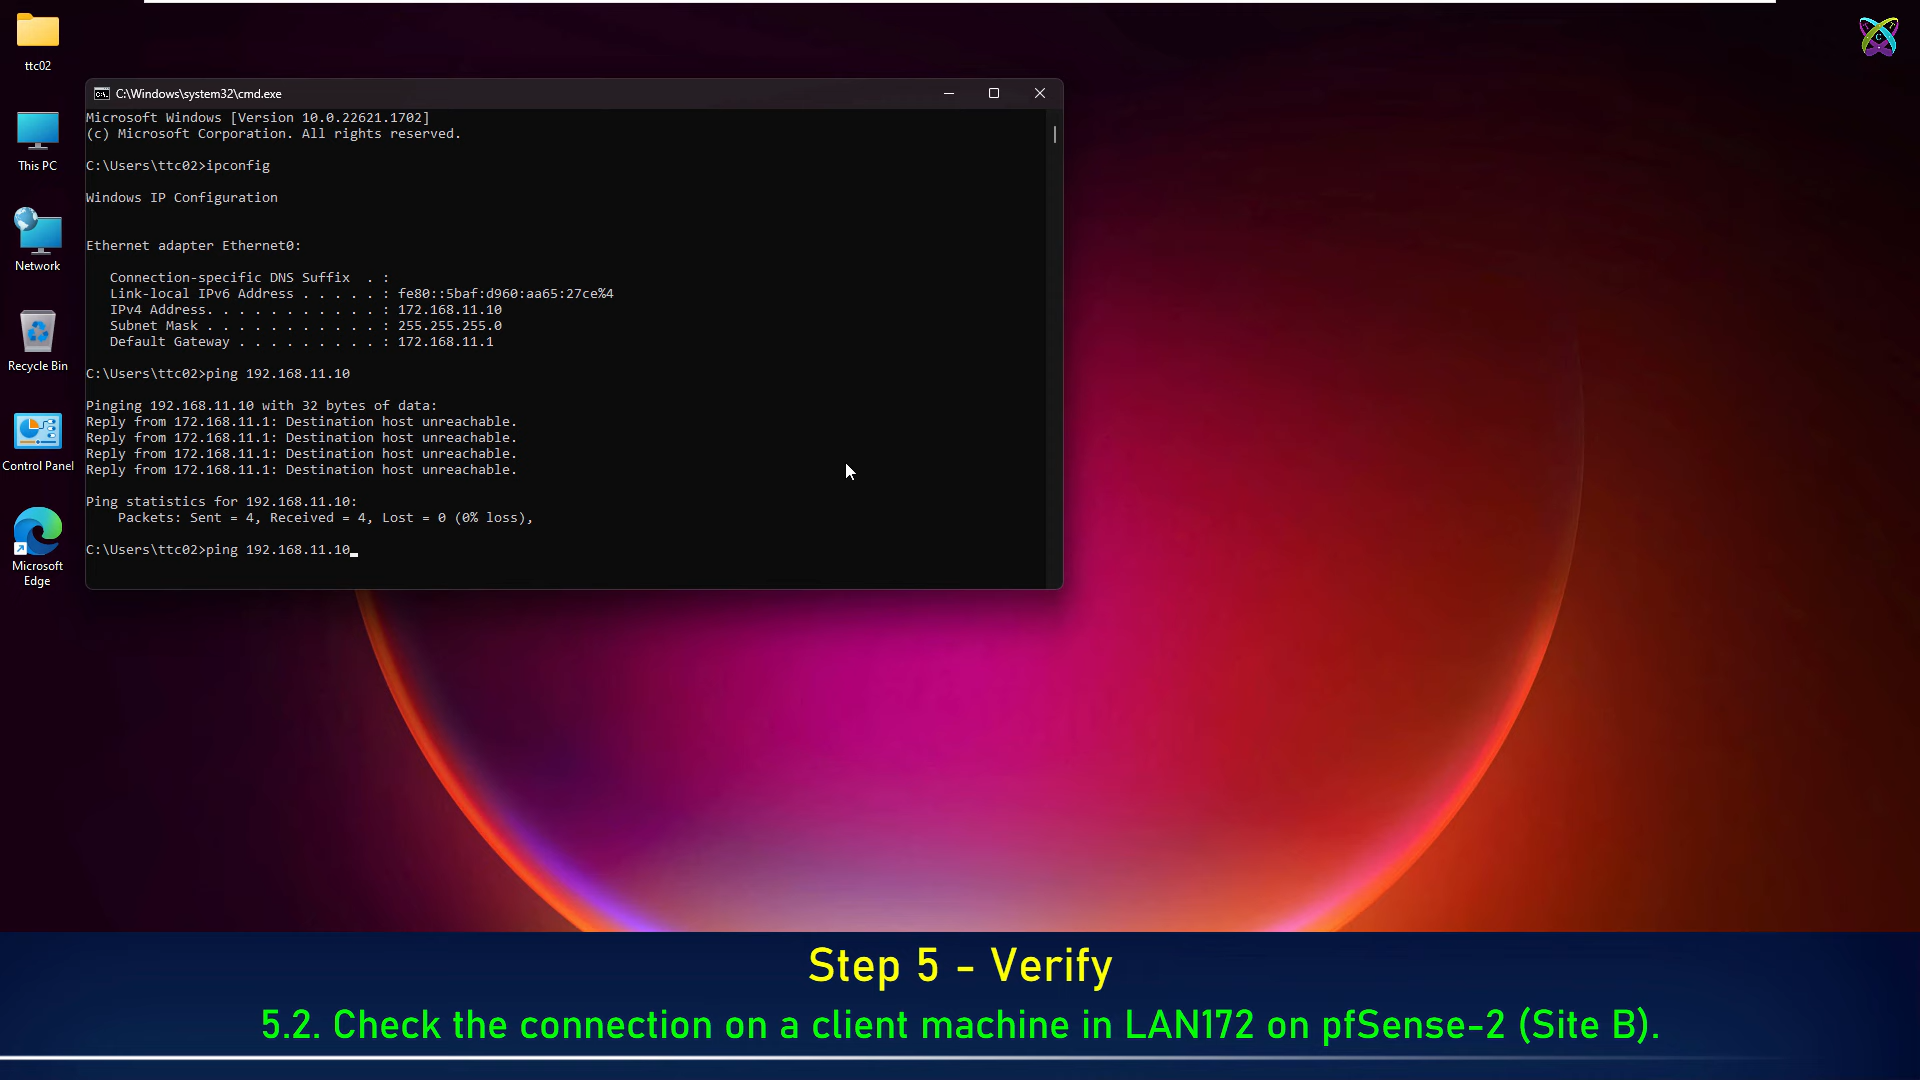 ttc02
This PC
Network
Recycle Bin
Control Panel
Microsoft
Edge
C:\Windows\system32\cmd.exe
Microsoft Windows [Version 10.0.22621.1702]
(c) Microsoft Corporation. All rights reserved.
C:\Users\ttc02>ipconfig
Windows IP Configuration
Ethernet adapter Ethernet0:
Connection-specific DNS Suffix  . :
Link-local IPv6 Address . . . . . : fe80::5baf:d960:aa65:27ce%4
IPv4 Address. . . . . . . . . . . : 172.168.11.10
Subnet Mask . . . . . . . . . . . : 255.255.255.0
Default Gateway . . . . . . . . . : 172.168.11.1
C:\Users\ttc02>ping 192.168.11.10
Pinging 192.168.11.10 with 32 bytes of data:
Reply from 172.168.11.1: Destination host unreachable.
Reply from 172.168.11.1: Destination host unreachable.
Reply from 172.168.11.1: Destination host unreachable.
Reply from 172.168.11.1: Destination host unreachable.
Ping statistics for 192.168.11.10:
Packets: Sent = 4, Received = 4, Lost = 0 (0% loss),
C:\Users\ttc02>ping 192.168.11.10
Step 5 - Verify
5.2. Check the connection on a client machine in LAN172 on pfSense-2 (Site B).